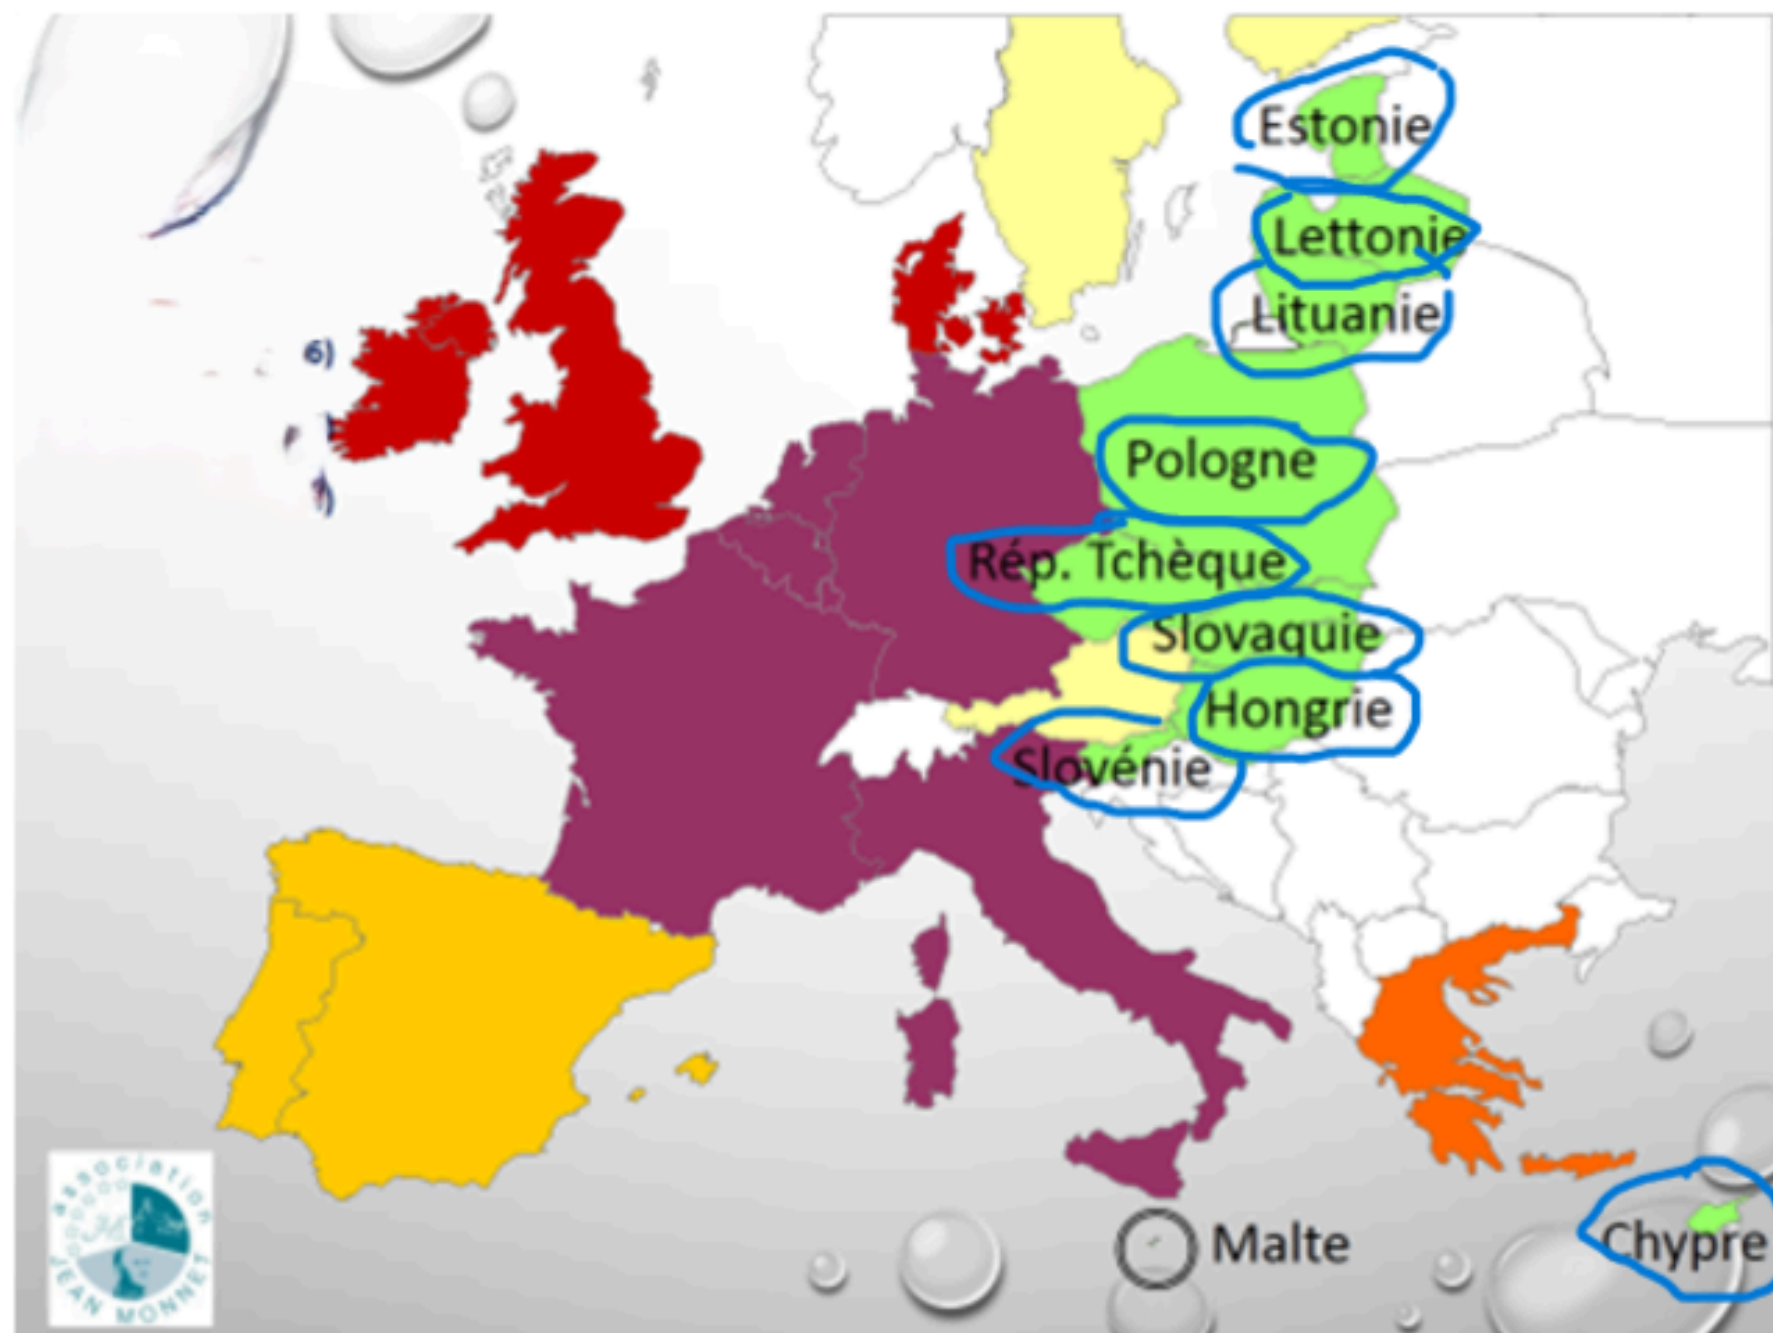 Estonie
Lettonie
Lituanie
6)
Pologne
Rép. Tchèque
Slovaquie
Hongrie
Slovénie
Malte
Chypre
association
JEAN MONNET